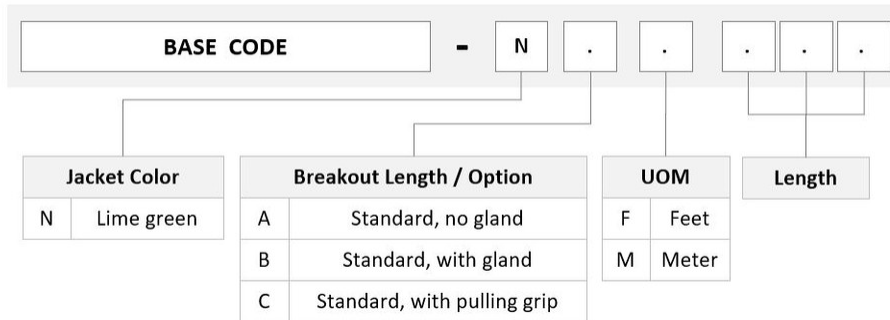 BASE CODE - N . . . . .
Jacket Color Breakout Length / Option UOM Length
N Lime green A Standard, no gland F Feet
B Standard, with gland M Meter
C Standard, with pulling grip